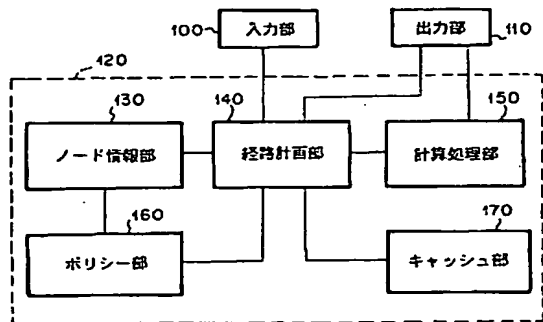 100
入力部
出力部
110
120
130
140
150
ノード情報部
経路計画部
計算処理部
160
170
ポリシー部
キャッシュ部